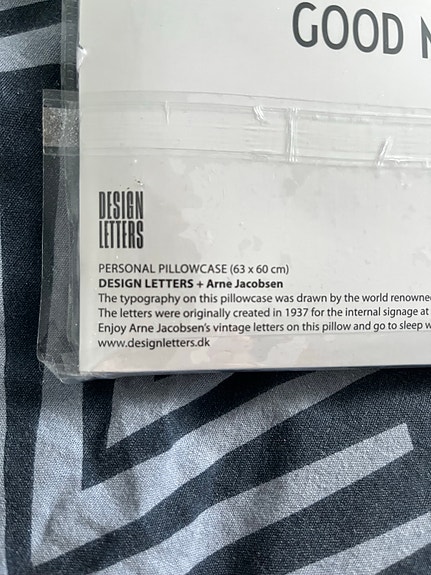 GOOD
DESIGN
LETTERS
PERSONAL PILLOWCASE (63 x 60 cm)
DESIGN LETTERS + Arne Jacobsen
The typography on this pillowcase was drawn by the world renowne
The letters were originally created in 1937 for the internal signage at
Enjoy Arne Jacobsen's vintage letters on this pillow and go to sleep w
www.designletters.dk